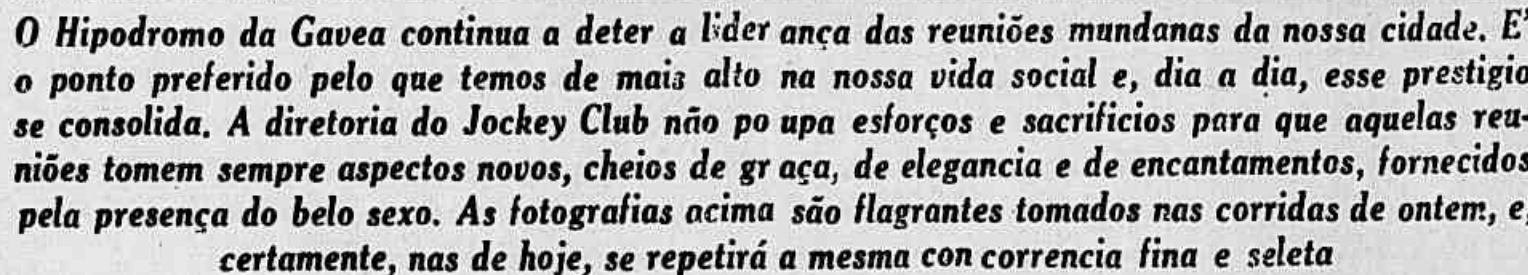 O Hipodromo da Gavea continua a deter a lider ança das reuniões mundanas da nossa cidade. E'
o ponto preferido pelo que temos de mais alto na nossa vida social e, dia a dia, esse prestigio
se consolida. A diretoria do Jockey Club não po upa esforços e sacrificios para que aquelas reu-
niões tomem sempre aspectos novos, cheios de gr aça, de elegancia e de encantamentos, fornecidos
pela presença do belo sexo. As fotografias acima são flagrantes tomados nas corridas de ontem, e,
certamente, nas de hoje, se repetirá a mesma con correncia fina e seleta